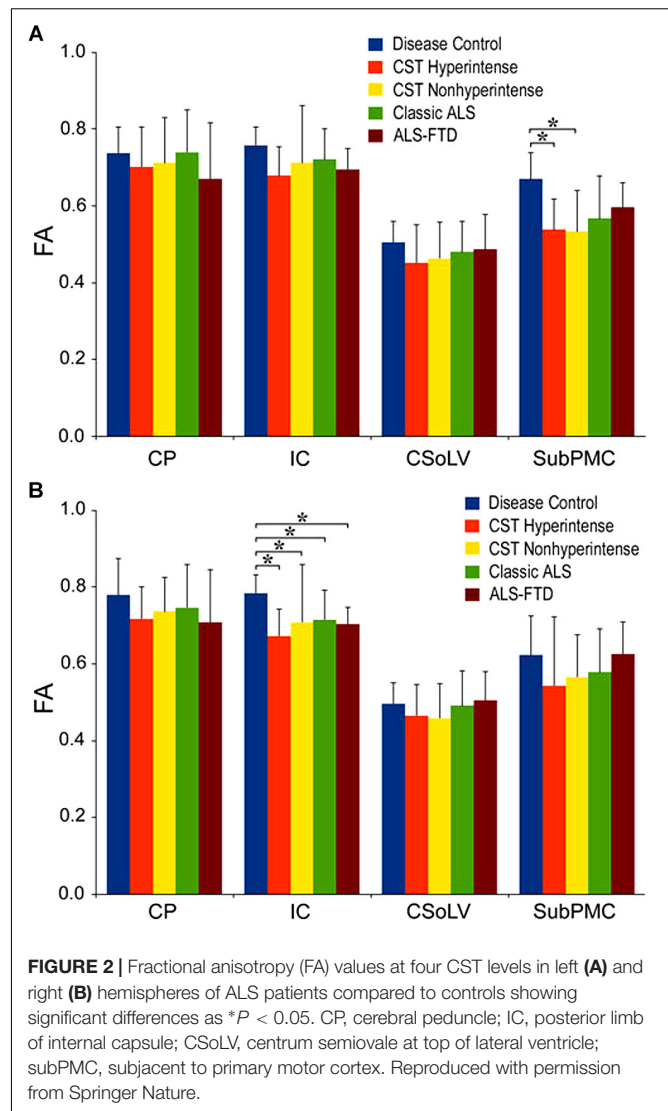 A
1.0
0.8
0.6
0.4
0.2
0.0
FA
Disease Control
CST Hyperintense
CST Nonhyperintense
Classic ALS
ALS-FTD
*
*
CP IC CSoLV SubPMC
B
1.0
0.8
0.6
0.4
0.2
0.0
FA
Disease Control
CST Hyperintense
CST Nonhyperintense
Classic ALS
ALS-FTD
*
*
*
*
CP IC CSoLV SubPMC
FIGURE 2 | Fractional anisotropy (FA) values at four CST levels in left (A) and
right (B) hemispheres of ALS patients compared to controls showing
significant differences as *P < 0.05. CP, cerebral peduncle; IC, posterior limb
of internal capsule; CSoLV, centrum semiovale at top of lateral ventricle;
subPMC, subjacent to primary motor cortex. Reproduced with permission
from Springer Nature.